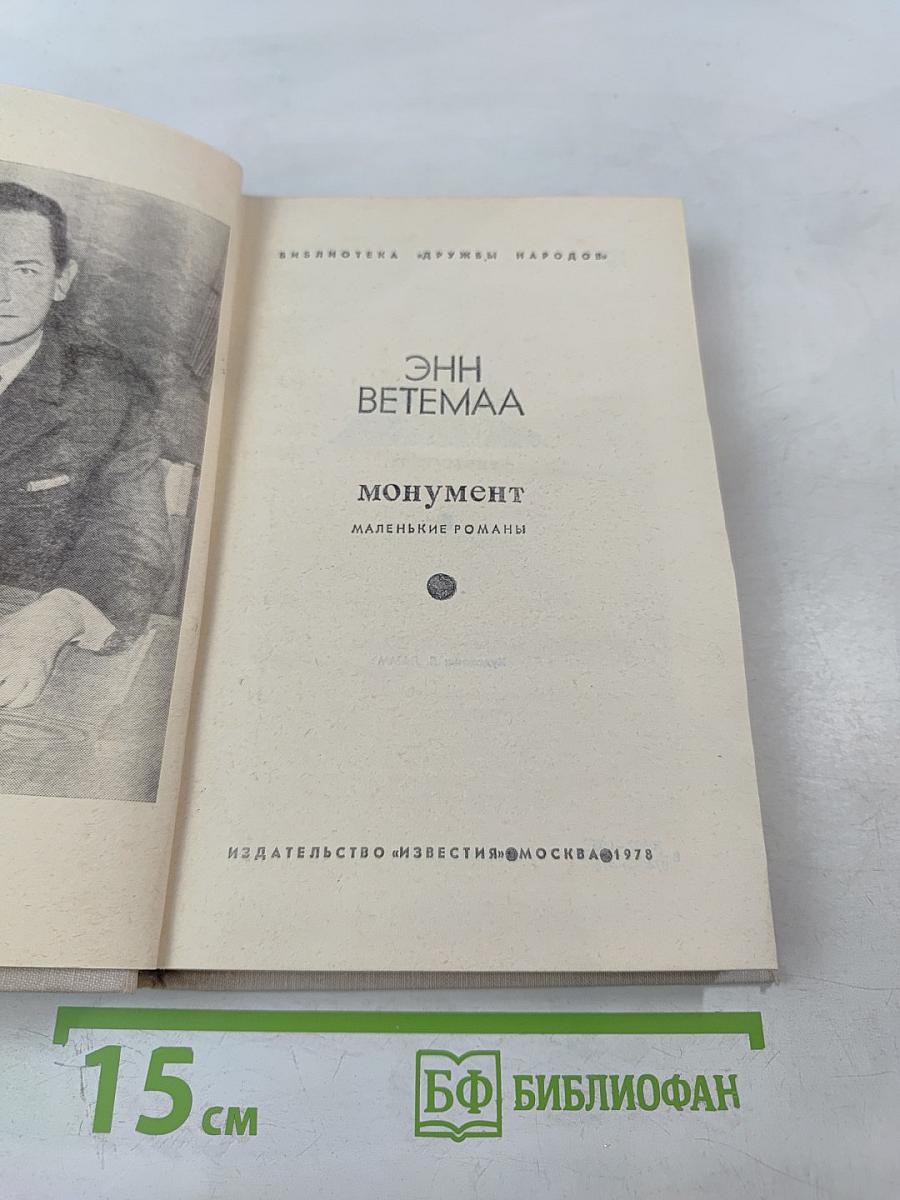 БИБЛИОТЕКА «ДРУЖБЫ НАРОДОВ»
ЭНН
ВЕТЕМАА
монумент
МАЛЕНЬКИЕ РОМАНЫ
ИЗДАТЕЛЬСТВО «ИЗВЕСТИЯ»●МОСКВА●1978
15 см
БФ БИБЛИОФАН